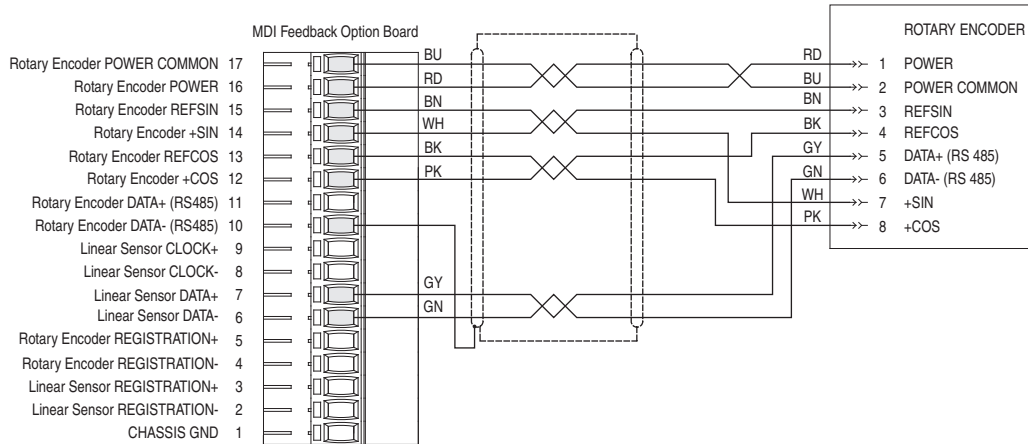 MDI Feedback Option Board
Rotary Encoder POWER COMMON 17
Rotary Encoder POWER 16
Rotary Encoder REFSIN 15
Rotary Encoder +SIN 14
Rotary Encoder REFCOS 13
Rotary Encoder +COS 12
Rotary Encoder DATA+ (RS485) 11
Rotary Encoder DATA- (RS485) 10
Linear Sensor CLOCK+ 9
Linear Sensor CLOCK- 8
Linear Sensor DATA+ 7
Linear Sensor DATA- 6
Rotary Encoder REGISTRATION+ 5
Rotary Encoder REGISTRATION- 4
Linear Sensor REGISTRATION+ 3
Linear Sensor REGISTRATION- 2
CHASSIS GND 1
BU
RD
BN
WH
BK
PK
GY
GN
ROTARY ENCODER
RD 1 POWER
BU 2 POWER COMMON
BN 3 REFSIN
BK 4 REFCOS
GY 5 DATA+ (RS 485)
GN 6 DATA- (RS 485)
WH 7 +SIN
PK 8 +COS